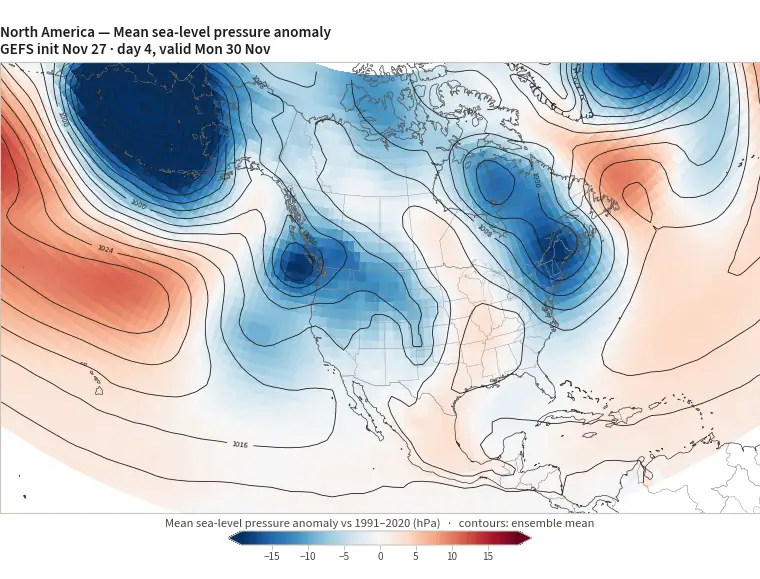 North America — Mean sea-level pressure anomaly
GEFS init Nov 27 · day 4, valid Mon 30 Nov
1000
1024
1016
1000
1008
Mean sea-level pressure anomaly vs 1991–2020 (hPa) · contours: ensemble mean
−15 −10 −5 0 5 10 15